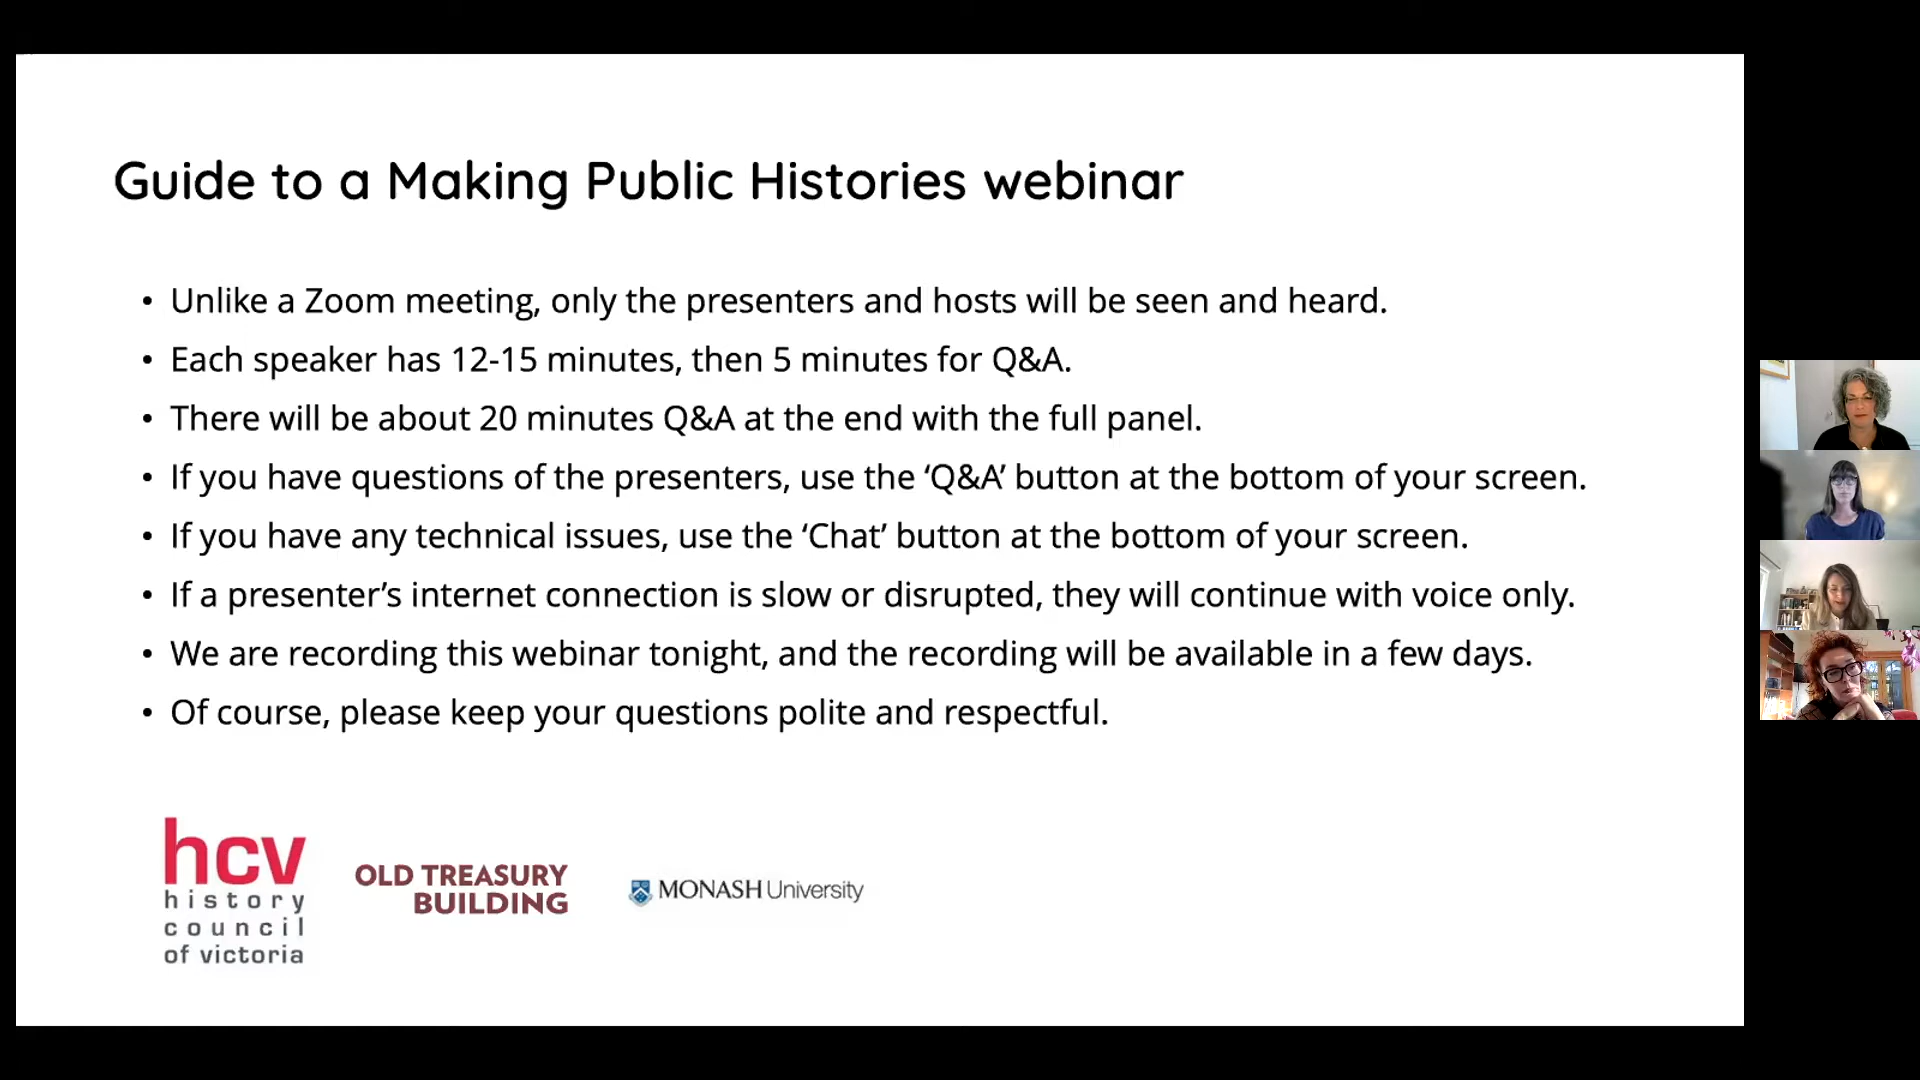 Guide to a Making Public Histories webinar
• Unlike a Zoom meeting, only the presenters and hosts will be seen and heard.
• Each speaker has 12-15 minutes, then 5 minutes for Q&A.
• There will be about 20 minutes Q&A at the end with the full panel.
• If you have questions of the presenters, use the ‘Q&A’ button at the bottom of your screen.
• If you have any technical issues, use the ‘Chat’ button at the bottom of your screen.
• If a presenter’s internet connection is slow or disrupted, they will continue with voice only.
• We are recording this webinar tonight, and the recording will be available in a few days.
• Of course, please keep your questions polite and respectful.
hcv
history
council
of victoria
OLD TREASURY
BUILDING
MONASH University